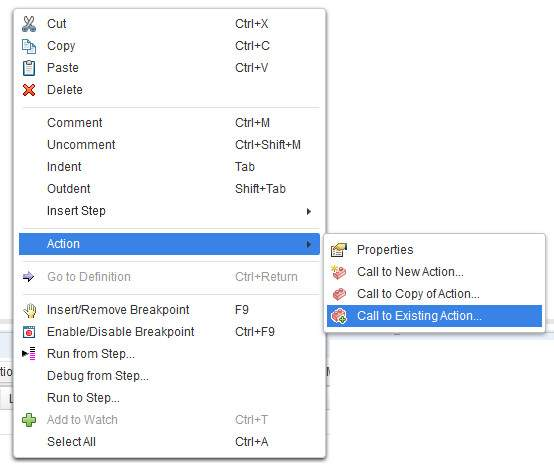 Cut Ctrl+X
Copy Ctrl+C
Paste Ctrl+V
Delete
Comment Ctrl+M
Uncomment Ctrl+Shift+M
Indent Tab
Outdent Shift+Tab
Insert Step
Action
Properties
Go to Definition Ctrl+Return
Call to New Action...
Call to Copy of Action...
Insert/Remove Breakpoint F9
Call to Existing Action...
Enable/Disable Breakpoint Ctrl+F9
Run from Step...
Debug from Step...
Run to Step...
Add to Watch Ctrl+T
Select All Ctrl+A